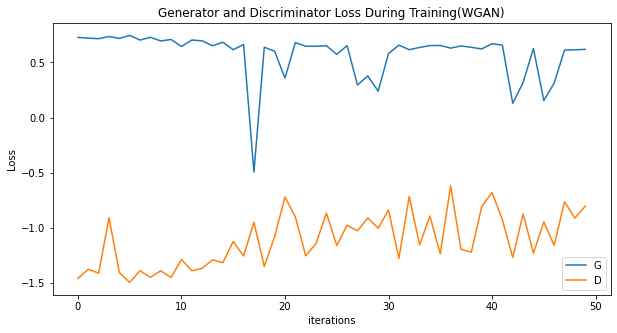 Generator and Discriminator Loss During Training(WGAN)
0.5
0.0
−0.5
−1.0
−1.5
Loss
0 10 20 30 40 50
iterations
G
D